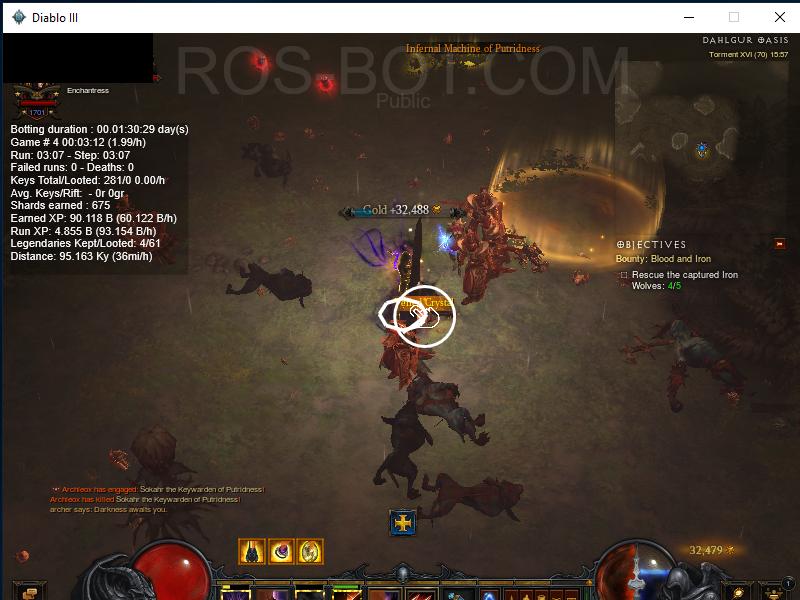 Diablo III
DAHLGUR OASIS
Infernal Machine of Putridness
Torment XVI (70) 15:57
ROS-BOT.COM
Public
Enchantress
1701
Botting duration : 00.01:30:29 day(s)
Game # 4 00:03:12 (1.99/h)
Run: 03:07 - Step: 03:07
Failed runs: 0 - Deaths: 0
Keys Total/Looted: 281/0 0.00/h
Avg. Keys/Rift: - 0r 0gr
Shards earned : 675
Earned XP: 90.118 B (60.122 B/h)
Run XP: 4.855 B (93.154 B/h)
Legendaries Kept/Looted: 4/61
Distance: 95.163 Ky (36mi/h)
Gold +32,488
OBJECTIVES
Bounty: Blood and Iron
Rescue the captured Iron
Wolves: 4/5
Crystal
Archleox has engaged: Sokahr the Keywarden of Putridness!
Archleox has killed Sokahr the Keywarden of Putridness!
archer says: Darkness awaits you.
32,479
1